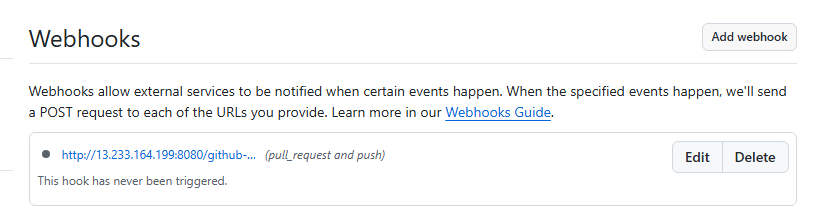 Webhooks
Add webhook
Webhooks allow external services to be notified when certain events happen. When the specified events happen, we'll send
a POST request to each of the URLs you provide. Learn more in our Webhooks Guide.
http://13.233.164.199:8080/github-... (pull_request and push)
Edit
Delete
This hook has never been triggered.